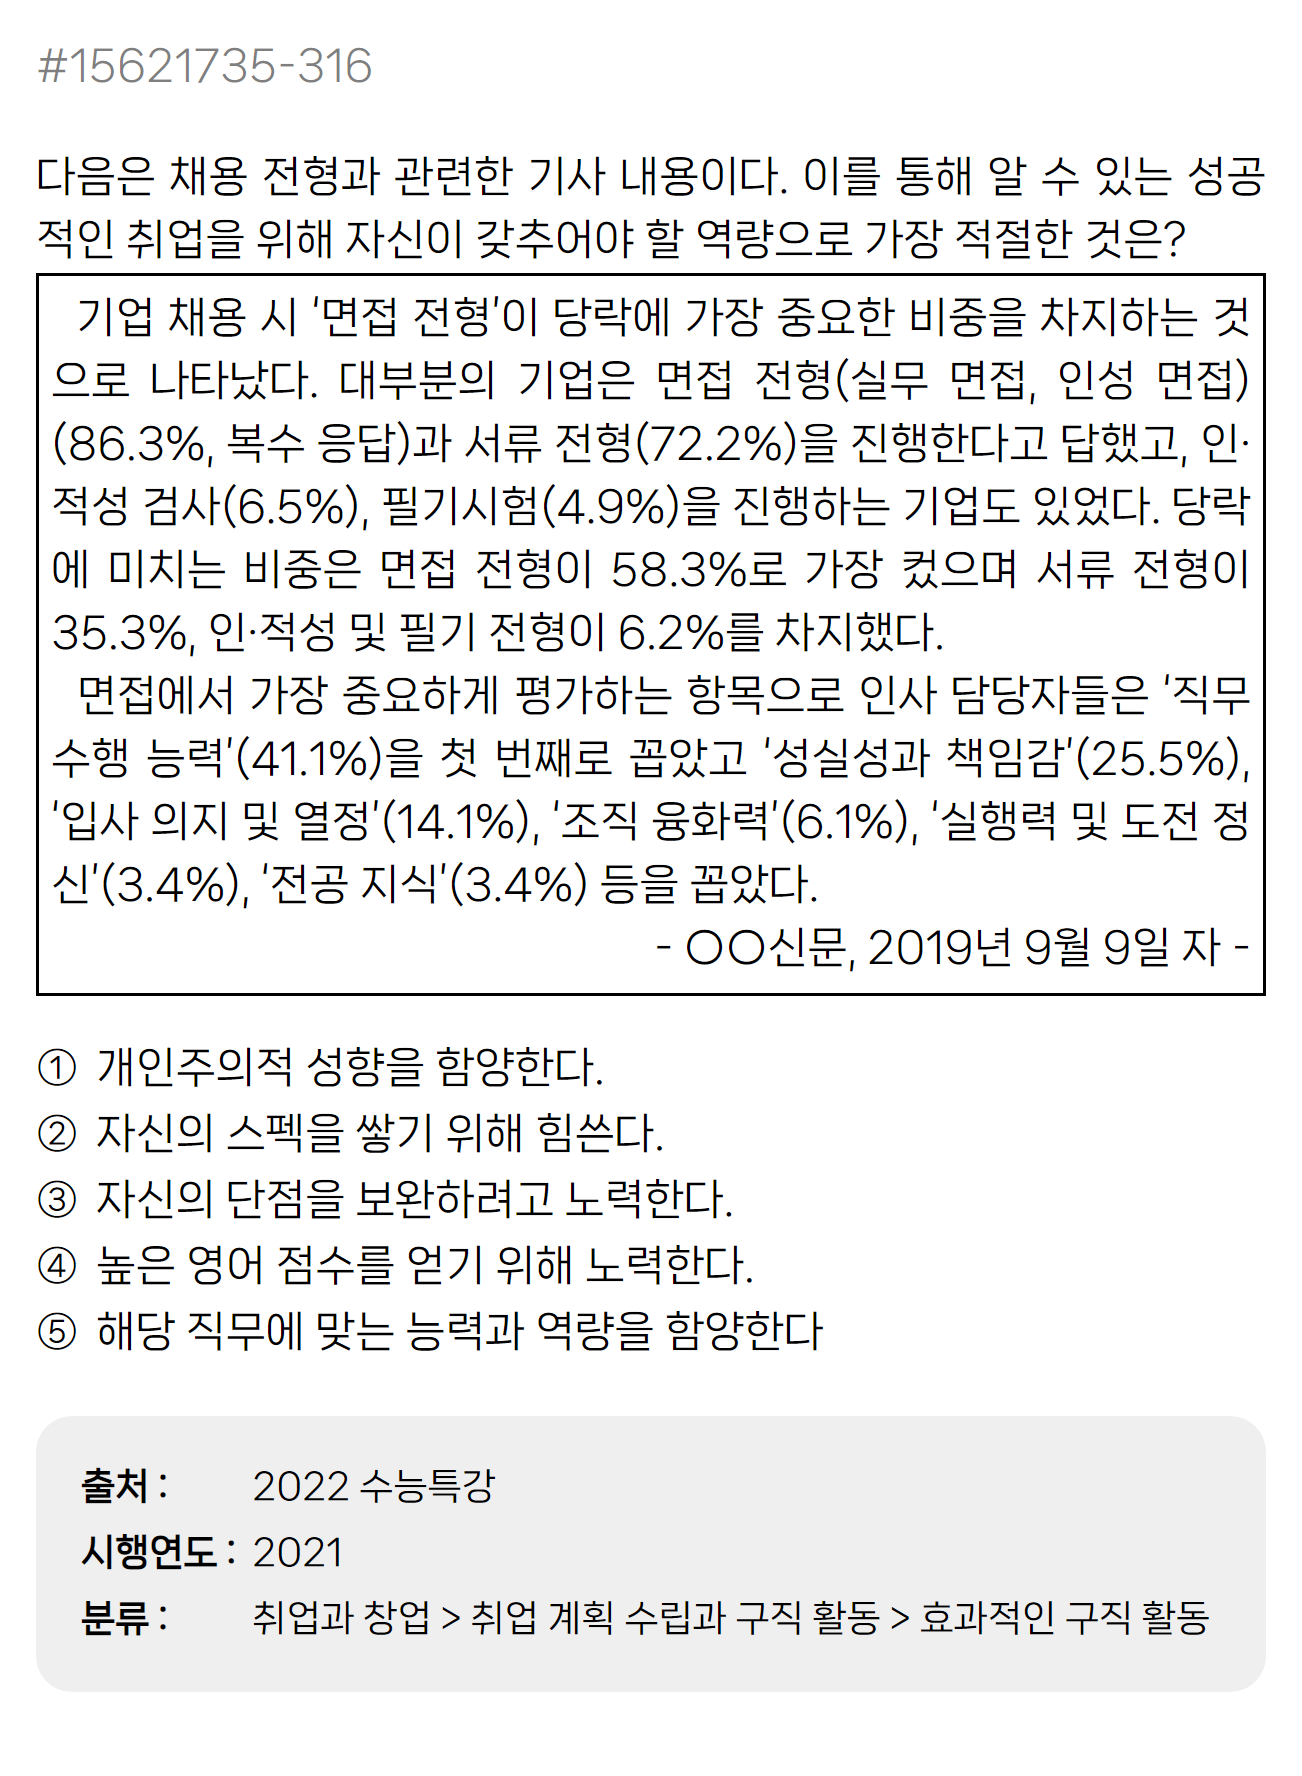 #15621735-316
다음은 채용 전형과 관련한 기사 내용이다. 이를 통해 알 수 있는 성공
적인 취업을 위해 자신이 갖추어야 할 역량으로 가장 적절한 것은?
기업 채용 시 ‘면접 전형’이 당락에 가장 중요한 비중을 차지하는 것
으로 나타났다. 대부분의 기업은 면접 전형(실무 면접, 인성 면접)
(86.3%, 복수 응답)과 서류 전형(72.2%)을 진행한다고 답했고, 인·
적성 검사(6.5%), 필기시험(4.9%)을 진행하는 기업도 있었다. 당락
에 미치는 비중은 면접 전형이 58.3%로 가장 컸으며 서류 전형이
35.3%, 인·적성 및 필기 전형이 6.2%를 차지했다.
면접에서 가장 중요하게 평가하는 항목으로 인사 담당자들은 ‘직무
수행 능력’(41.1%)을 첫 번째로 꼽았고 ‘성실성과 책임감’(25.5%),
‘입사 의지 및 열정’(14.1%), ‘조직 융화력’(6.1%), ‘실행력 및 도전 정
신’(3.4%), ‘전공 지식’(3.4%) 등을 꼽았다.
- ○○신문, 2019년 9월 9일 자 -
① 개인주의적 성향을 함양한다.
② 자신의 스펙을 쌓기 위해 힘쓴다.
③ 자신의 단점을 보완하려고 노력한다.
④ 높은 영어 점수를 얻기 위해 노력한다.
⑤ 해당 직무에 맞는 능력과 역량을 함양한다
출처 : 2022 수능특강
시행연도 : 2021
분류 : 취업과 창업 > 취업 계획 수립과 구직 활동 > 효과적인 구직 활동